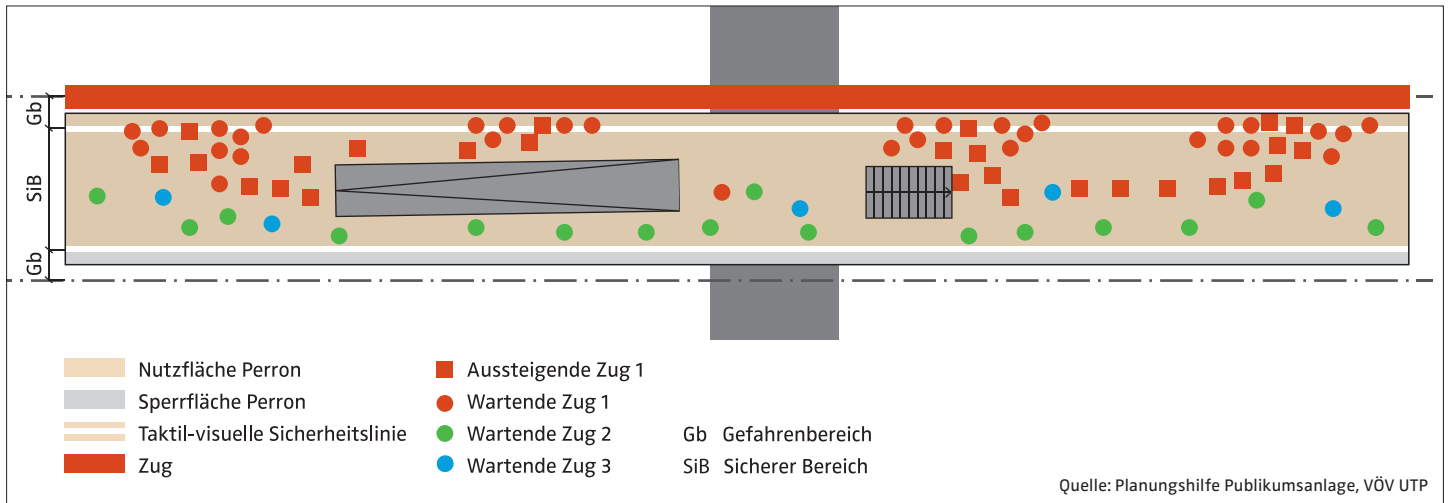 Gb
SiB
Gb
Nutzfläche Perron
Sperrfläche Perron
Taktil-visuelle Sicherheitslinie
Zug
Aussteigende Zug 1
Wartende Zug 1
Wartende Zug 2
Wartende Zug 3
Gb Gefahrenbereich
SiB Sicherer Bereich
Quelle: Planungshilfe Publikumsanlage, VÖV UTP